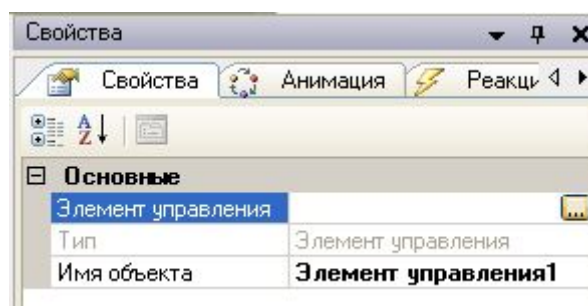 Свойства
Свойства Анимация Реакци
Основные
Элемент управления ...
Тип Элемент управления
Имя объекта Элемент управления1